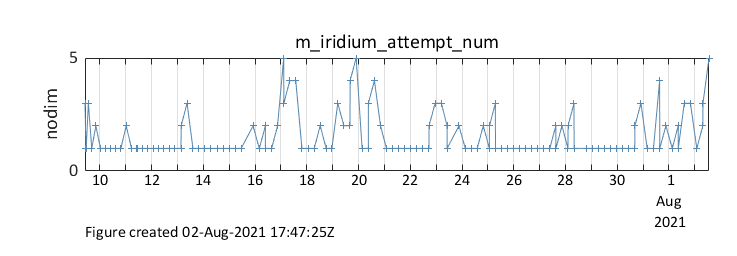 m_iridium_attempt_num
5
nodim
0
10 12 14 16 18 20 22 24 26 28 30 1
Aug
2021
Figure created 02-Aug-2021 17:47:25Z